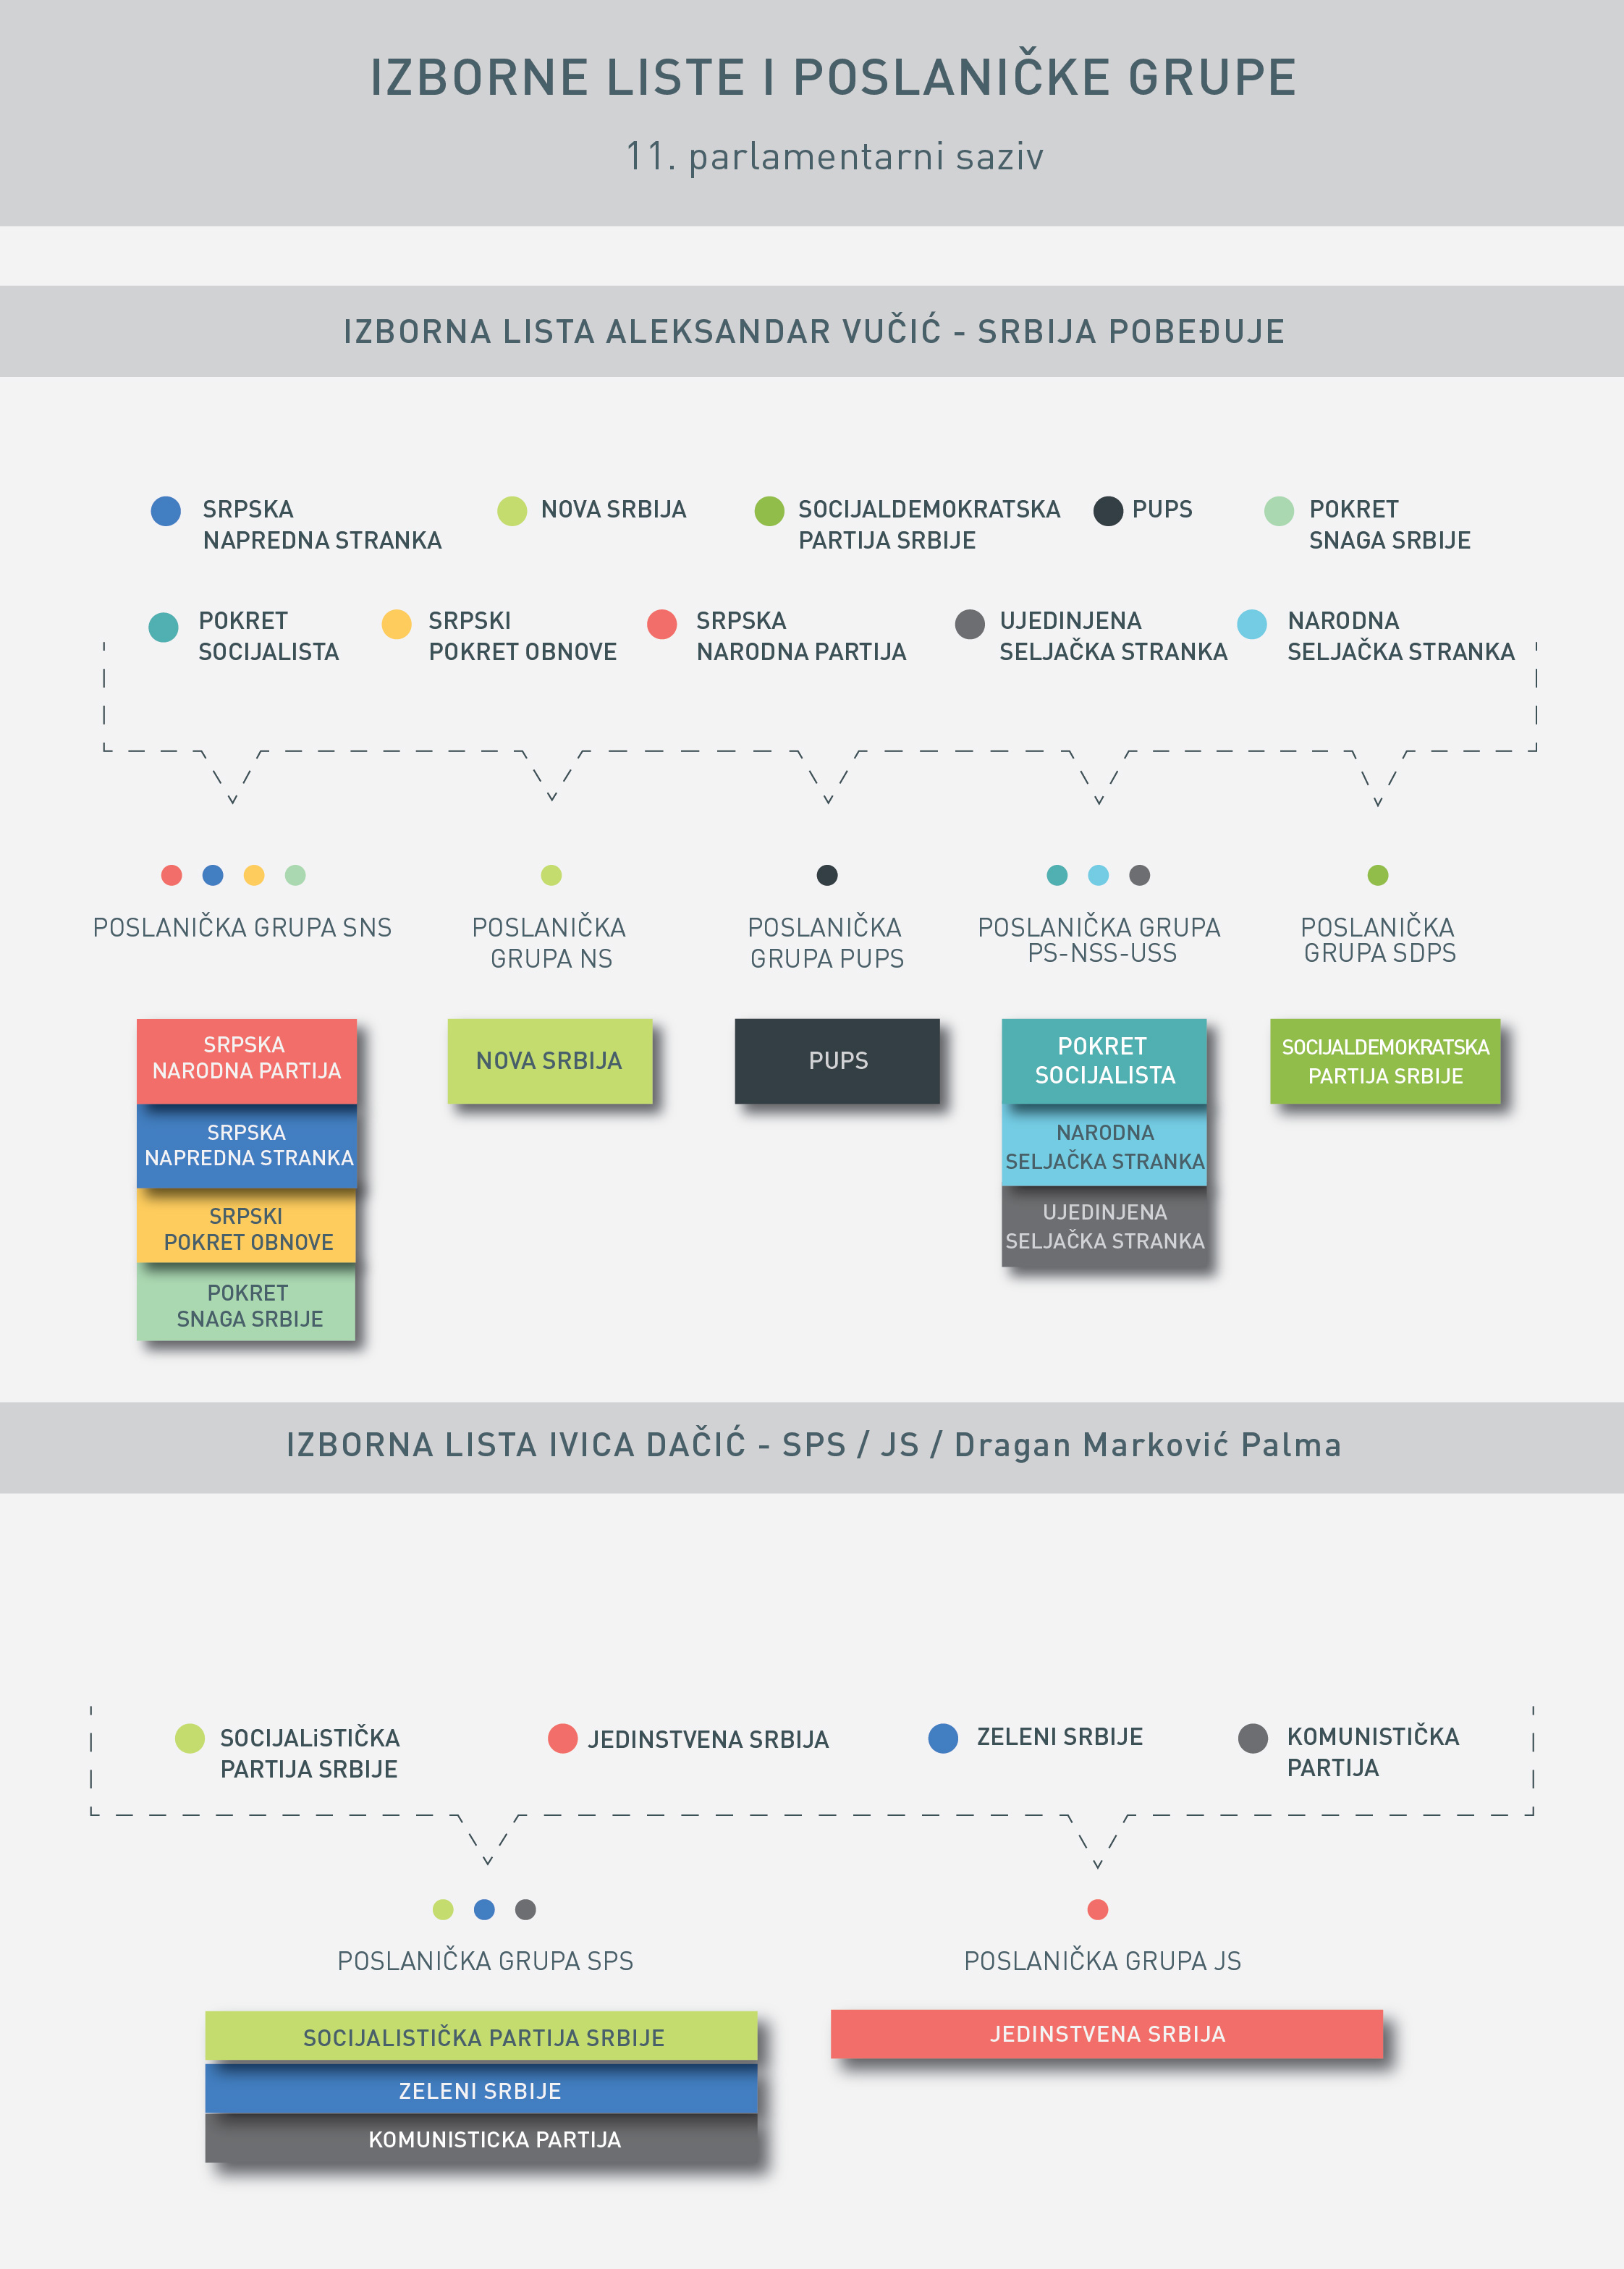 IZBORNE LISTE I POSLANIČKE GRUPE
11. parlamentarni saziv
IZBORNA LISTA ALEKSANDAR VUČIĆ - SRBIJA POBEĐUJE
SRPSKA
NAPREDNA STRANKA
NOVA SRBIJA
SOCIJALDEMOKRATSKA
PARTIJA SRBIJE
PUPS
POKRET
SNAGA SRBIJE
POKRET
SOCIJALISTA
SRPSKI
POKRET OBNOVE
SRPSKA
NARODNA PARTIJA
UJEDINJENA
SELJAČKA STRANKA
NARODNA
SELJAČKA STRANKA
POSLANIČKA GRUPA SNS
POSLANIČKA
GRUPA NS
POSLANIČKA
GRUPA PUPS
POSLANIČKA GRUPA
PS-NSS-USS
POSLANIČKA
GRUPA SDPS
SRPSKA
NARODNA PARTIJA
SRPSKA
NAPREDNA STRANKA
SRPSKI
POKRET OBNOVE
POKRET
SNAGA SRBIJE
NOVA SRBIJA
PUPS
POKRET
SOCIJALISTA
NARODNA
SELJAČKA STRANKA
UJEDINJENA
SELJAČKA STRANKA
SOCIJALDEMOKRATSKA
PARTIJA SRBIJE
IZBORNA LISTA IVICA DAČIĆ - SPS / JS / Dragan Marković Palma
SOCIJALiSTIČKA
PARTIJA SRBIJE
JEDINSTVENA SRBIJA
ZELENI SRBIJE
KOMUNISTIČKA
PARTIJA
POSLANIČKA GRUPA SPS
POSLANIČKA GRUPA JS
SOCIJALISTIČKA PARTIJA SRBIJE
ZELENI SRBIJE
KOMUNISTICKA PARTIJA
JEDINSTVENA SRBIJA